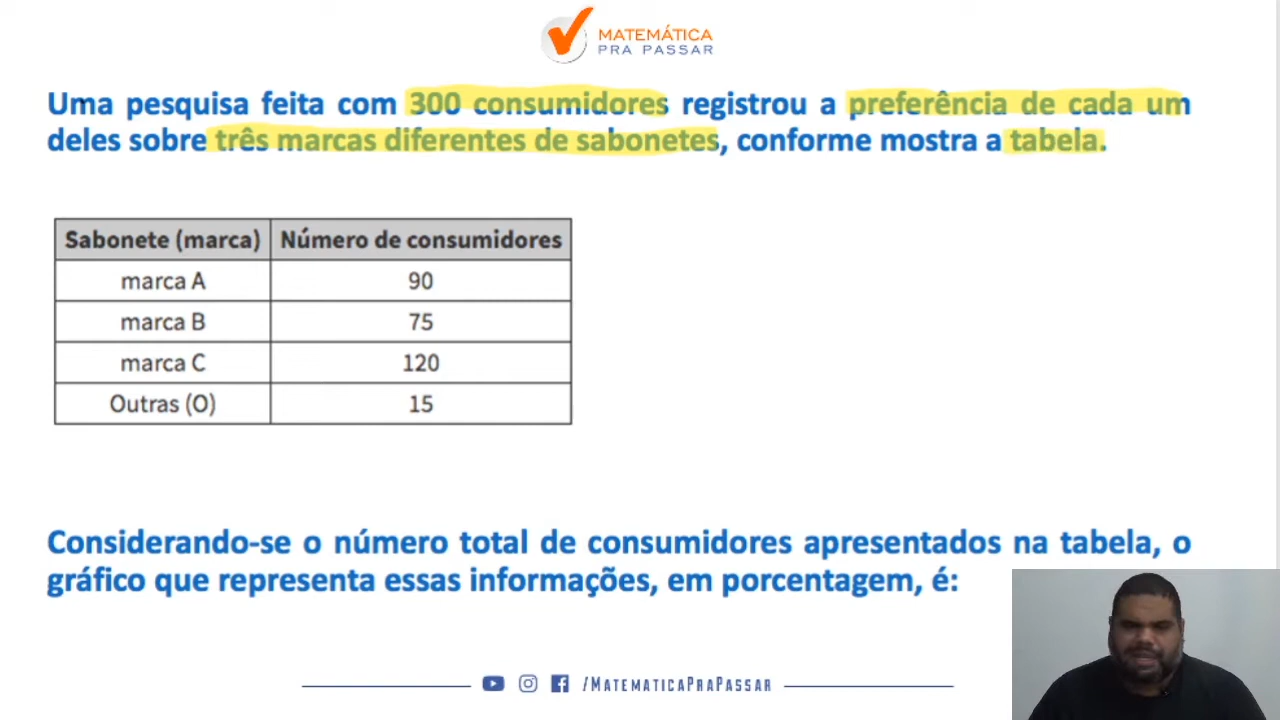 MATEMÁTICA
PRA PASSAR
Uma pesquisa feita com 300 consumidores registrou a preferência de cada um
deles sobre três marcas diferentes de sabonetes, conforme mostra a tabela.
Sabonete (marca) Número de consumidores
marca A 90
marca B 75
marca C 120
Outras (O) 15
Considerando-se o número total de consumidores apresentados na tabela, o
gráfico que representa essas informações, em porcentagem, é:
/MATEMATICAPRAPASSAR